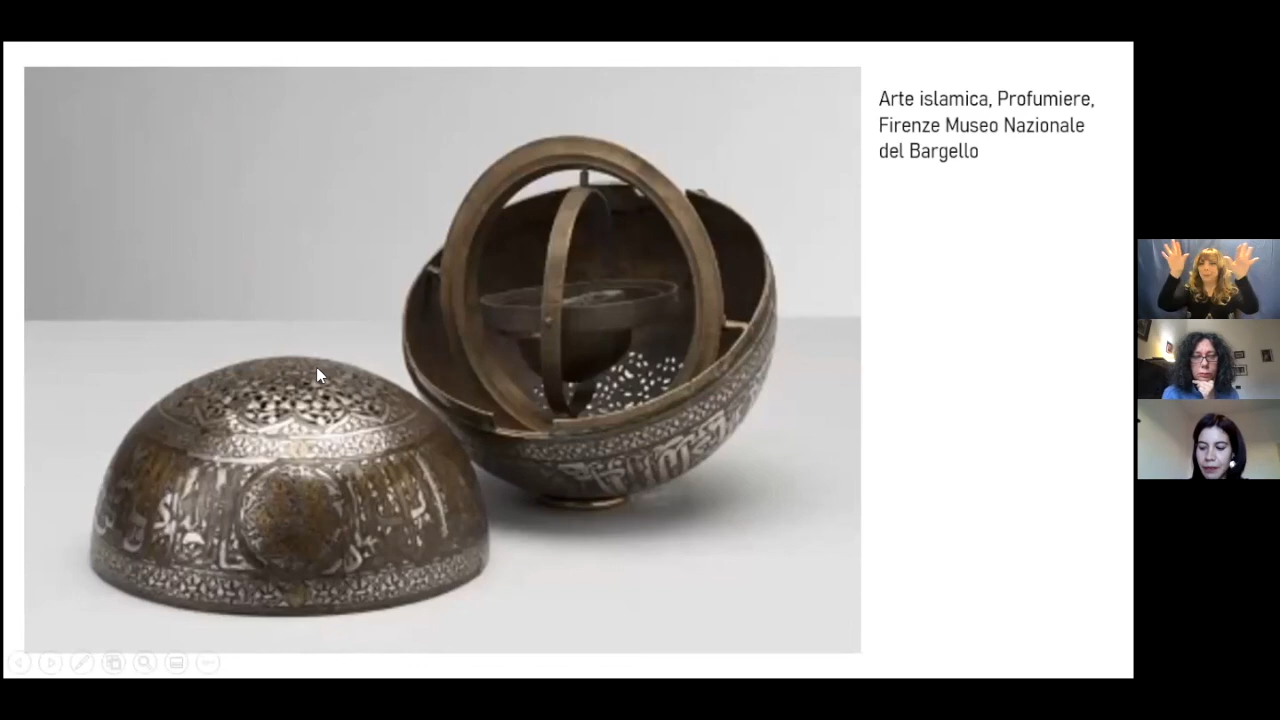 Arte islamica, Profumiere,
Firenze Museo Nazionale
del Bargello